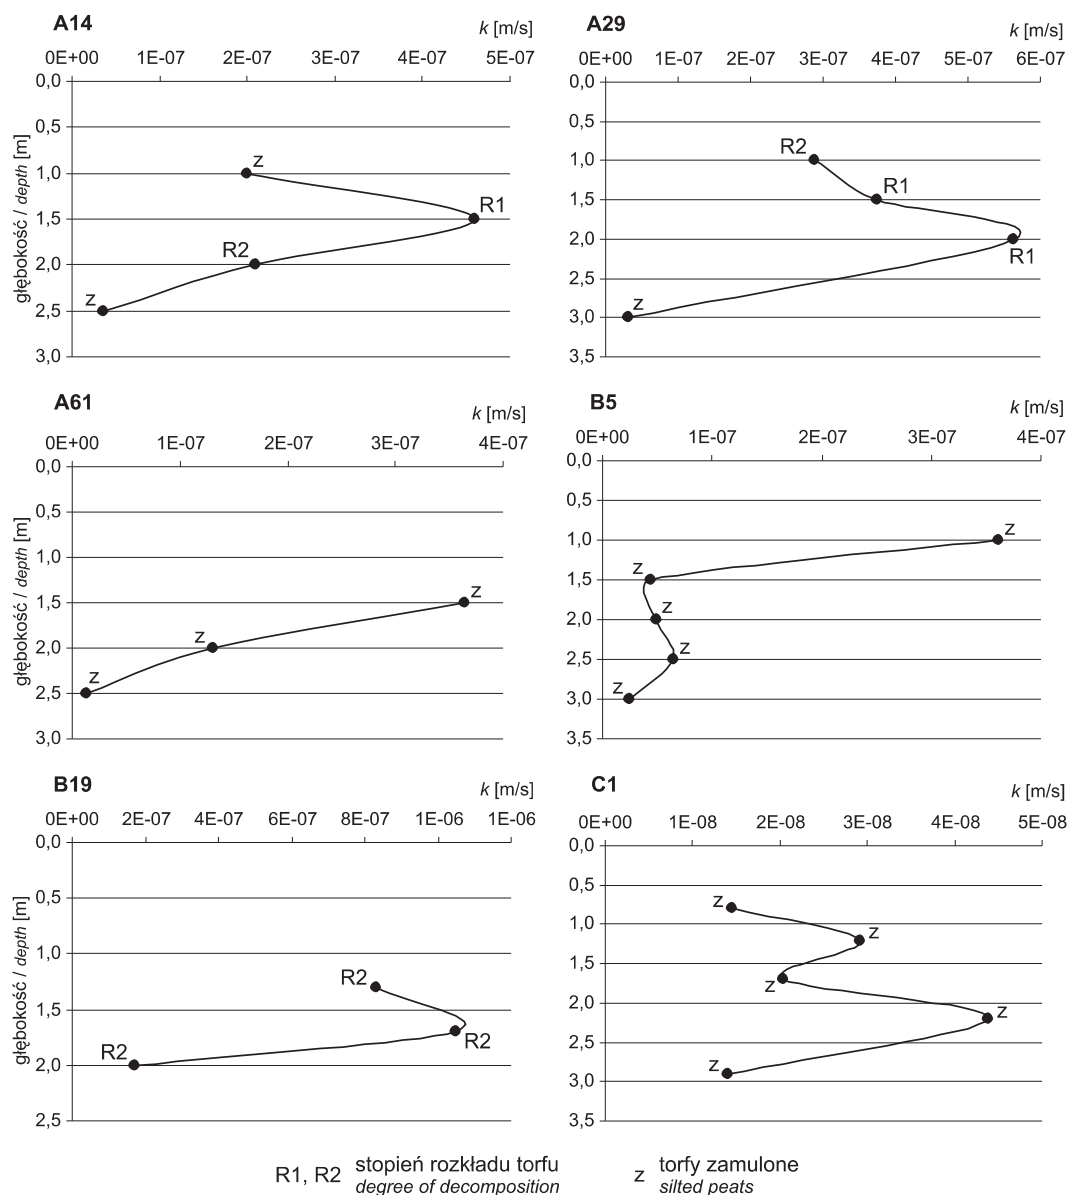 A14
k [m/s]
0E+00 1E-07 2E-07 3E-07 4E-07 5E-07
0,0
0,5
1,0
1,5
2,0
2,5
3,0
głębokość / depth [m]
z
R1
R2
z
A29
k [m/s]
0E+00 1E-07 2E-07 3E-07 4E-07 5E-07 6E-07
0,0
0,5
1,0
1,5
2,0
2,5
3,0
3,5
R2
R1
R1
z
A61
k [m/s]
0E+00 1E-07 2E-07 3E-07 4E-07
0,0
0,5
1,0
1,5
2,0
2,5
3,0
głębokość / depth [m]
z
z
z
B5
k [m/s]
0E+00 1E-07 2E-07 3E-07 4E-07
0,0
0,5
1,0
1,5
2,0
2,5
3,0
3,5
z
z
z
z
z
B19
k [m/s]
0E+00 2E-07 4E-07 6E-07 8E-07 1E-06 1E-06
0,0
0,5
1,0
1,5
2,0
2,5
głębokość / depth [m]
R2
R2
R2
C1
k [m/s]
0E+00 1E-08 2E-08 3E-08 4E-08 5E-08
0,0
0,5
1,0
1,5
2,0
2,5
3,0
3,5
z
z
z
z
z
R1, R2 stopień rozkładu torfu
degree of decomposition
z torfy zamulone
silted peats